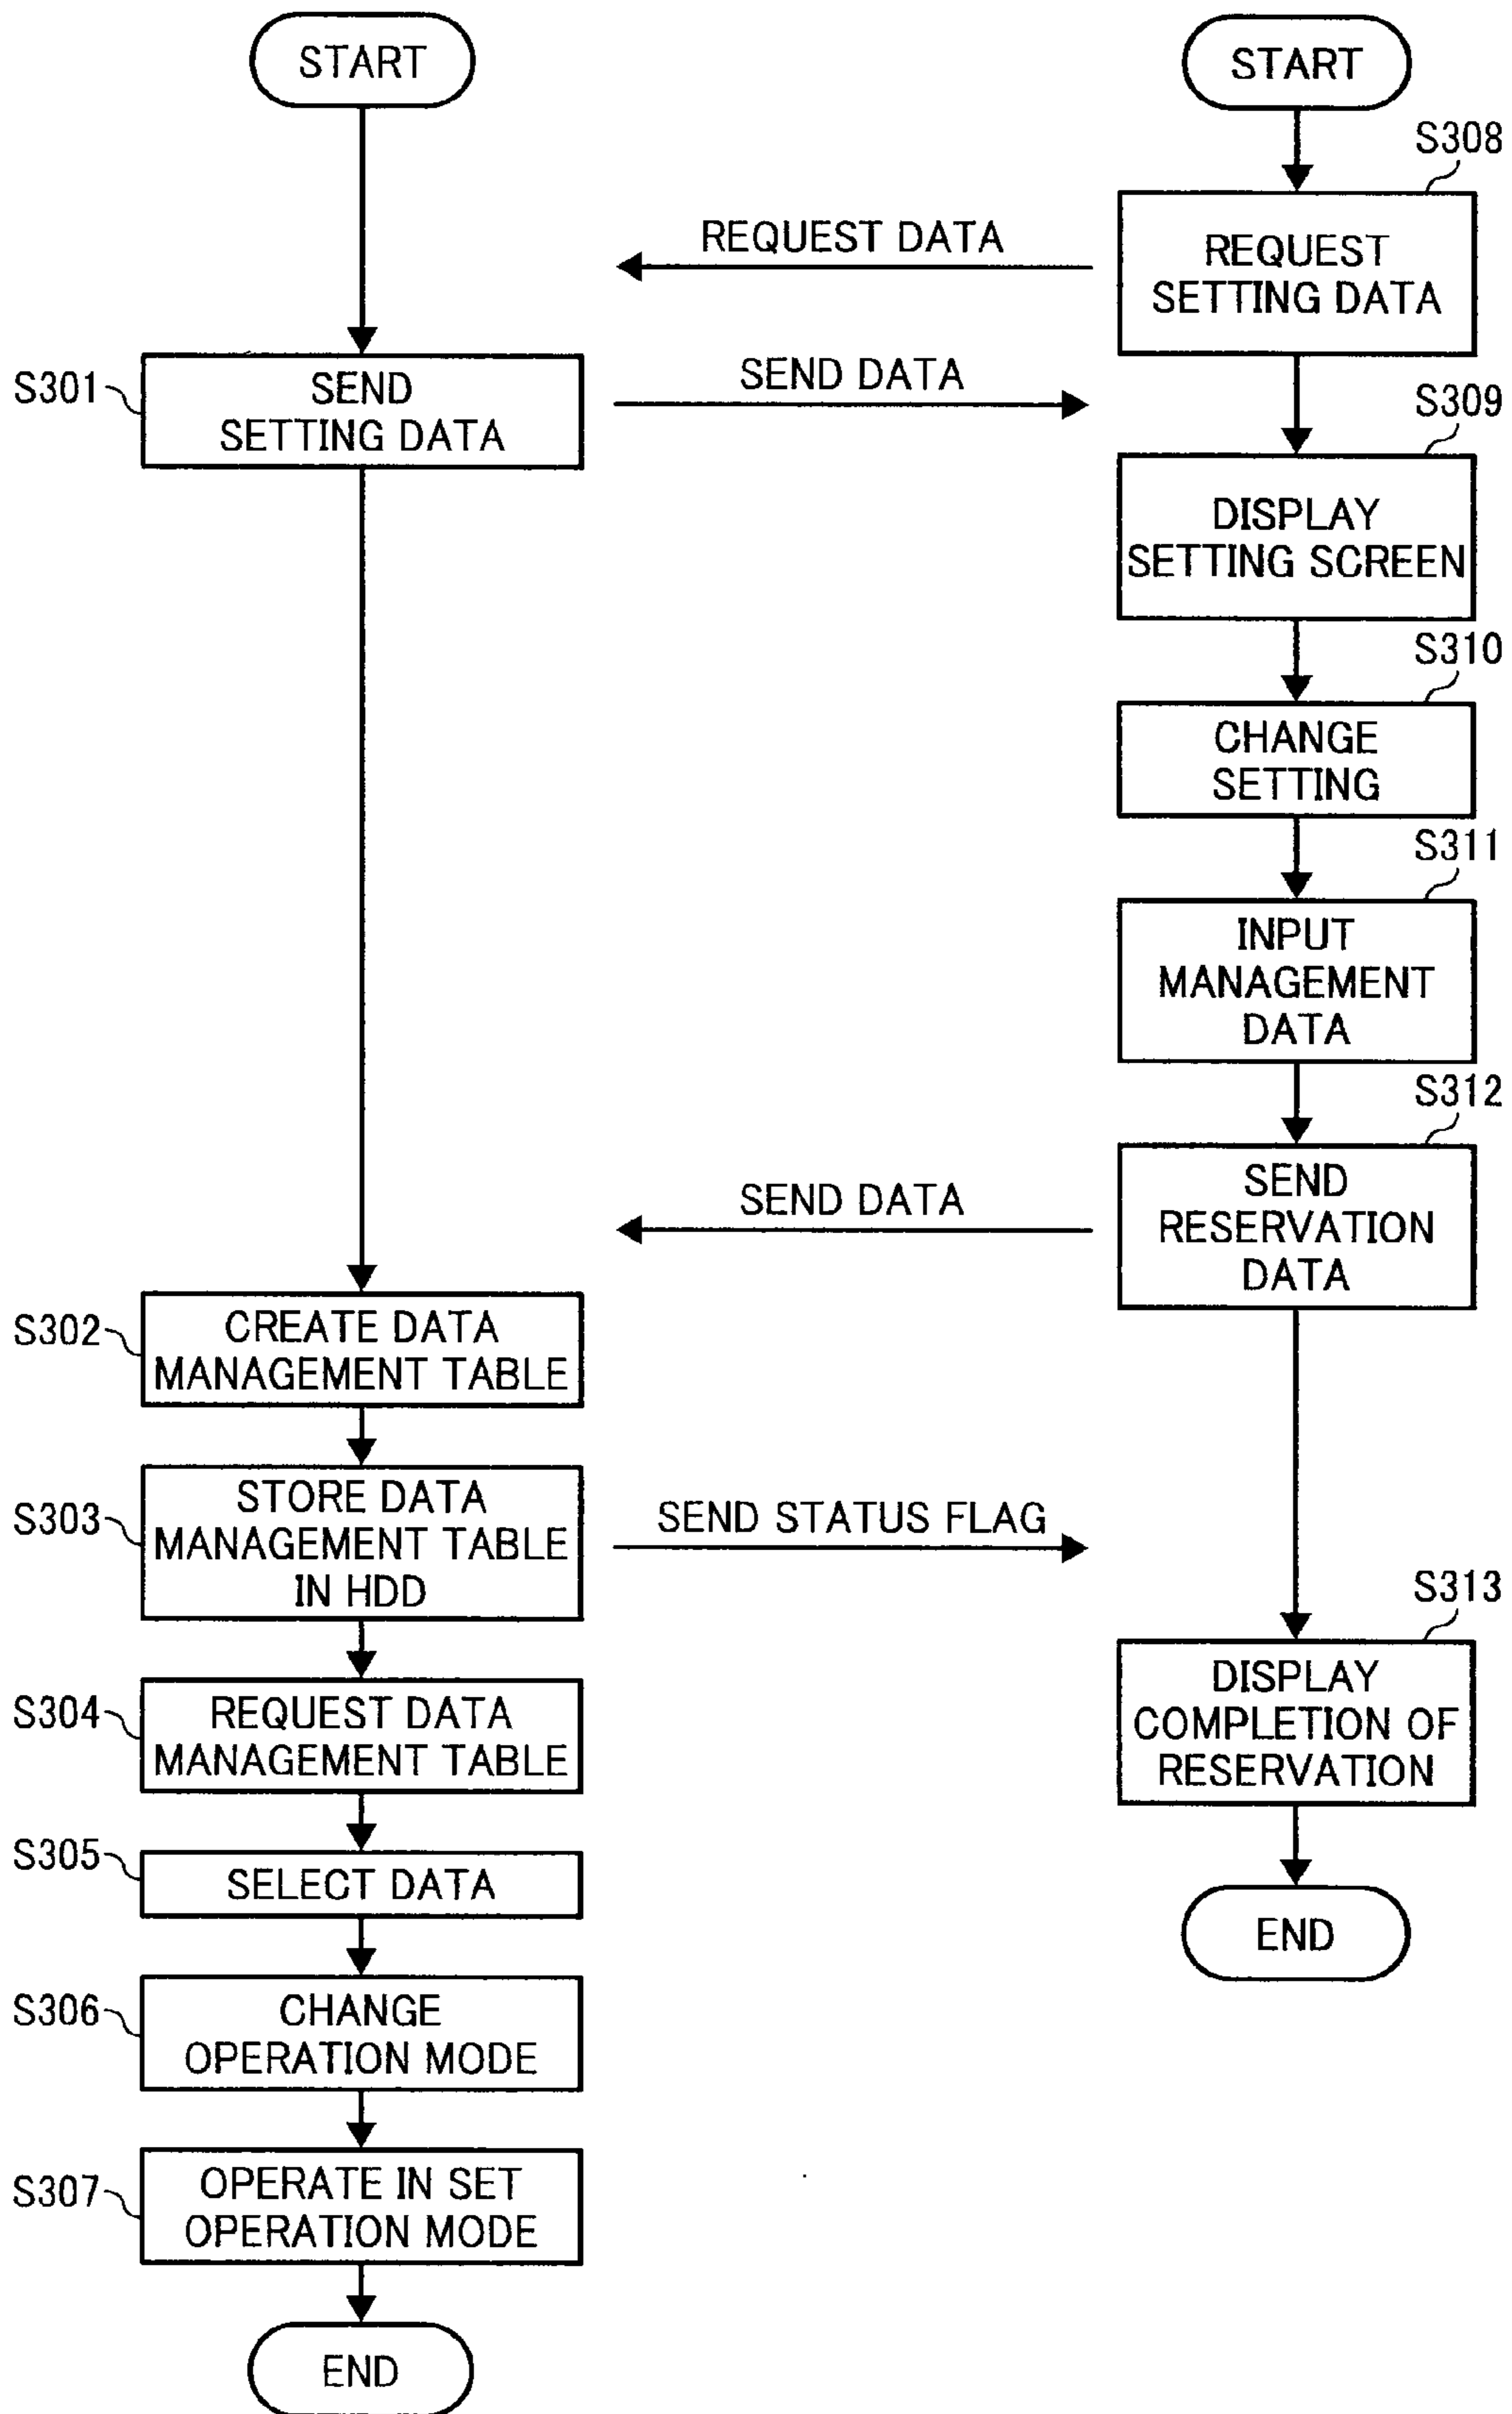 START
S301
SEND
SETTING DATA
S302
CREATE DATA
MANAGEMENT TABLE
S303
STORE DATA
MANAGEMENT TABLE
IN HDD
S304
REQUEST DATA
MANAGEMENT TABLE
S305
SELECT DATA
S306
CHANGE
OPERATION MODE
S307
OPERATE IN SET
OPERATION MODE
END
REQUEST DATA
SEND DATA
SEND DATA
SEND STATUS FLAG
START
S308
REQUEST
SETTING DATA
S309
DISPLAY
SETTING SCREEN
S310
CHANGE
SETTING
S311
INPUT
MANAGEMENT
DATA
S312
SEND
RESERVATION
DATA
S313
DISPLAY
COMPLETION OF
RESERVATION
END